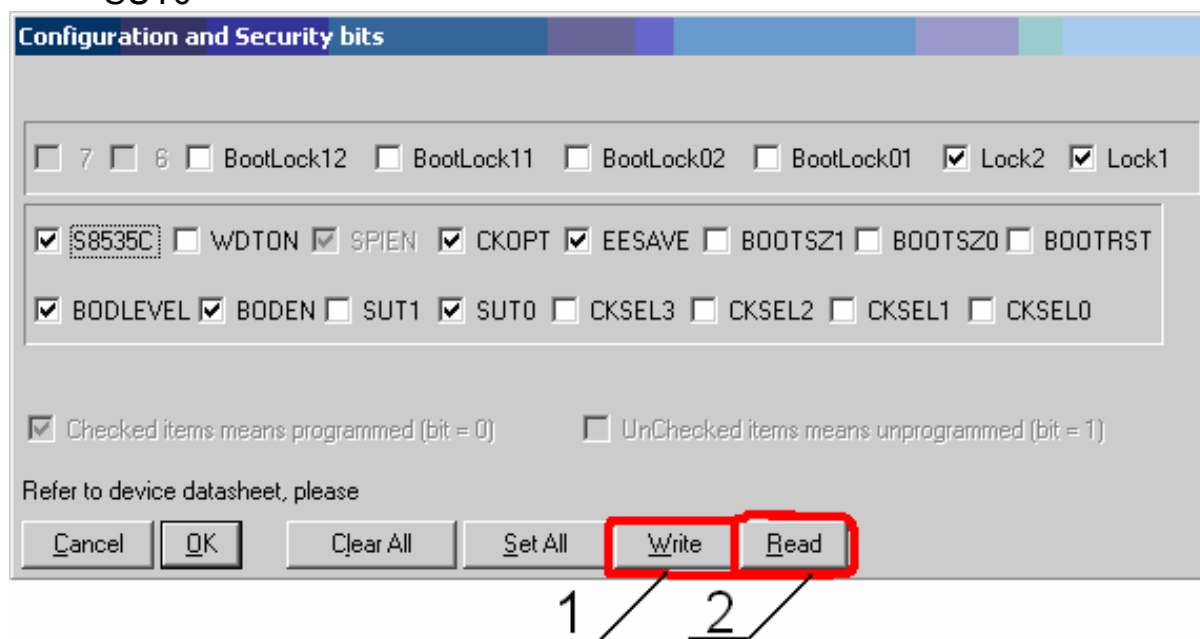 Configuration and Security bits
7 6 BootLock12 BootLock11 BootLock02 BootLock01 Lock2 Lock1
S8535C WDTON SPIEN CKOPT EESAVE BOOTSZ1 BOOTSZ0 BOOTRST
BODLEVEL BODEN SUT1 SUT0 CKSEL3 CKSEL2 CKSEL1 CKSEL0
Checked items means programmed (bit = 0) UnChecked items means unprogrammed (bit = 1)
Refer to device datasheet, please
Cancel OK Clear All Set All Write Read
1 2